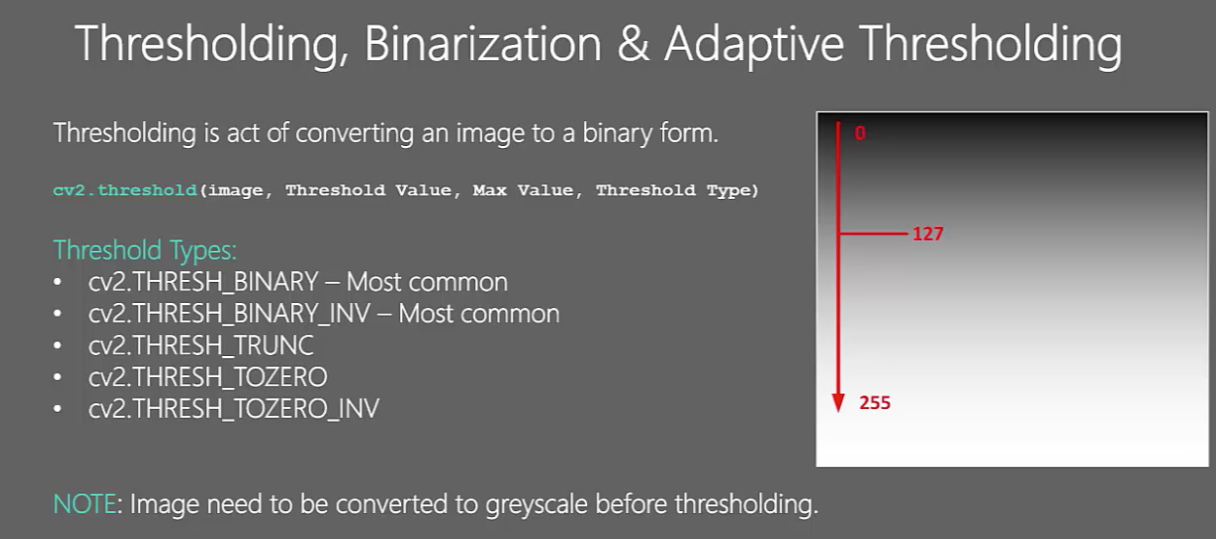 Thresholding, Binarization & Adaptive Thresholding
Thresholding is act of converting an image to a binary form.
cv2.threshold(image, Threshold Value, Max Value, Threshold Type)
Threshold Types:
• cv2.THRESH_BINARY – Most common
• cv2.THRESH_BINARY_INV – Most common
• cv2.THRESH_TRUNC
• cv2.THRESH_TOZERO
• cv2.THRESH_TOZERO_INV
NOTE: Image need to be converted to greyscale before thresholding.
0
127
255